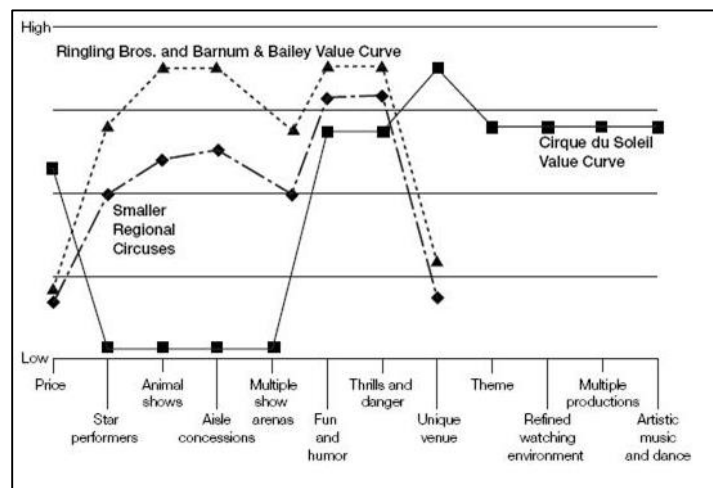 High
Ringling Bros. and Barnum & Bailey Value Curve
Cirque du Soleil
Value Curve
Smaller
Regional
Circuses
Low
Price
Star
performers
Animal
shows
Aisle
concessions
Multiple
show
arenas
Fun
and
humor
Thrills and
danger
Unique
venue
Theme
Refined
watching
environment
Multiple
productions
Artistic
music
and dance